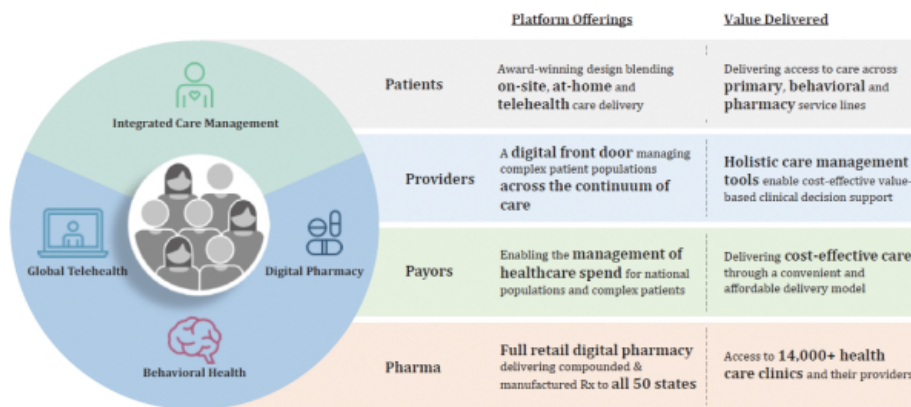 Platform Offerings
Value Delivered
Integrated Care Management
Global Telehealth
Digital Pharmacy
Behavioral Health
Patients
Award-winning design blending
on-site, at-home and
telehealth care delivery
Delivering access to care across
primary, behavioral and
pharmacy service lines
Providers
A digital front door managing
complex patient populations
across the continuum of
care
Holistic care management
tools enable cost-effective value-
based clinical decision support
Payors
Enabling the management of
healthcare spend for national
populations and complex patients
Delivering cost-effective care
through a convenient and
affordable delivery model
Pharma
Full retail digital pharmacy
delivering compounded &
manufactured Rx to all 50 states
Access to 14,000+ health
care clinics and their providers